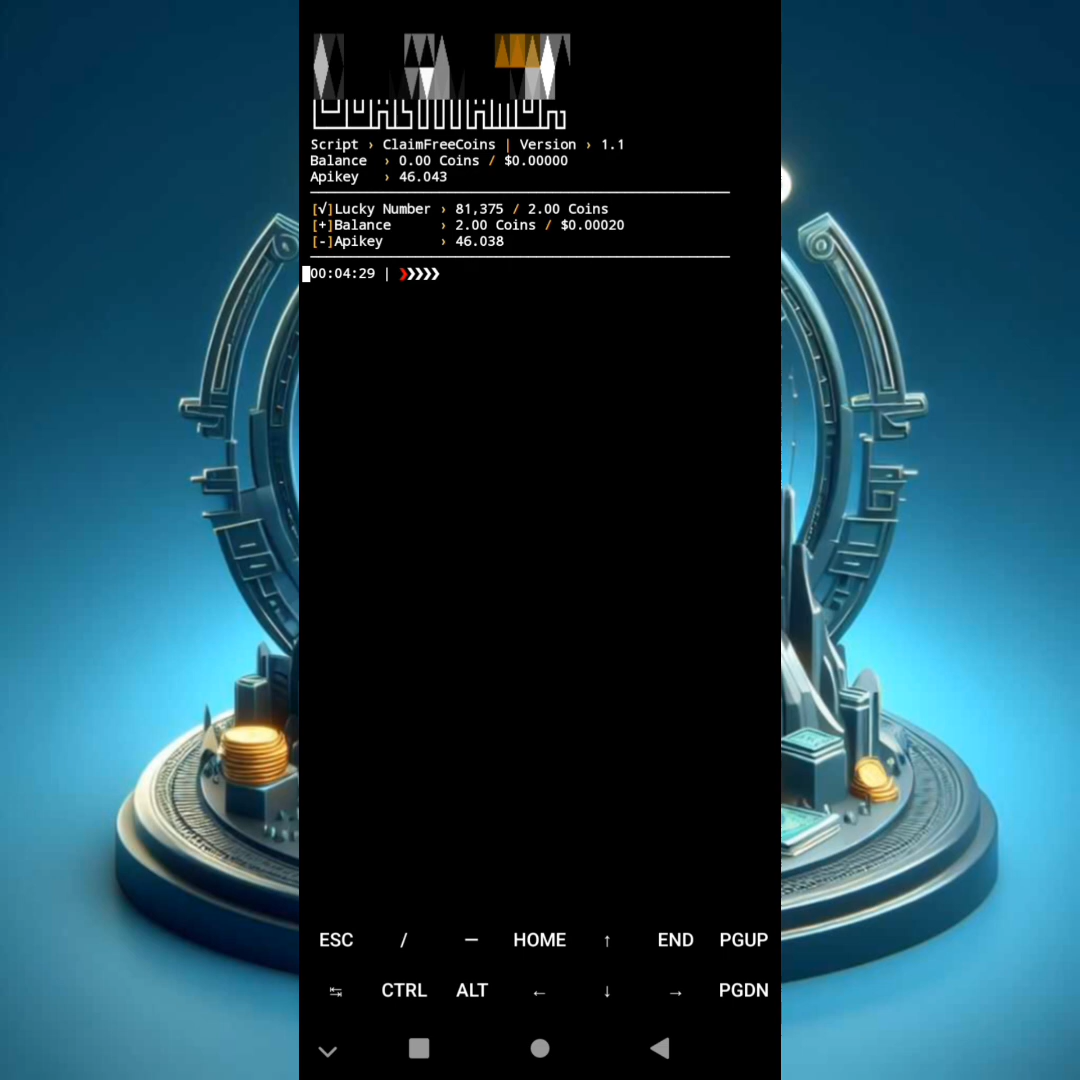 Script › ClaimFreeCoins | Version › 1.1
Balance › 0.00 Coins / $0.00000
Apikey › 46.043
[√]Lucky Number › 81,375 / 2.00 Coins
[+]Balance › 2.00 Coins / $0.00020
[-]Apikey › 46.038
00:04:29 | ❯❯❯❯❯
ESC / — HOME ↑ END PGUP
↹ CTRL ALT ← ↓ → PGDN